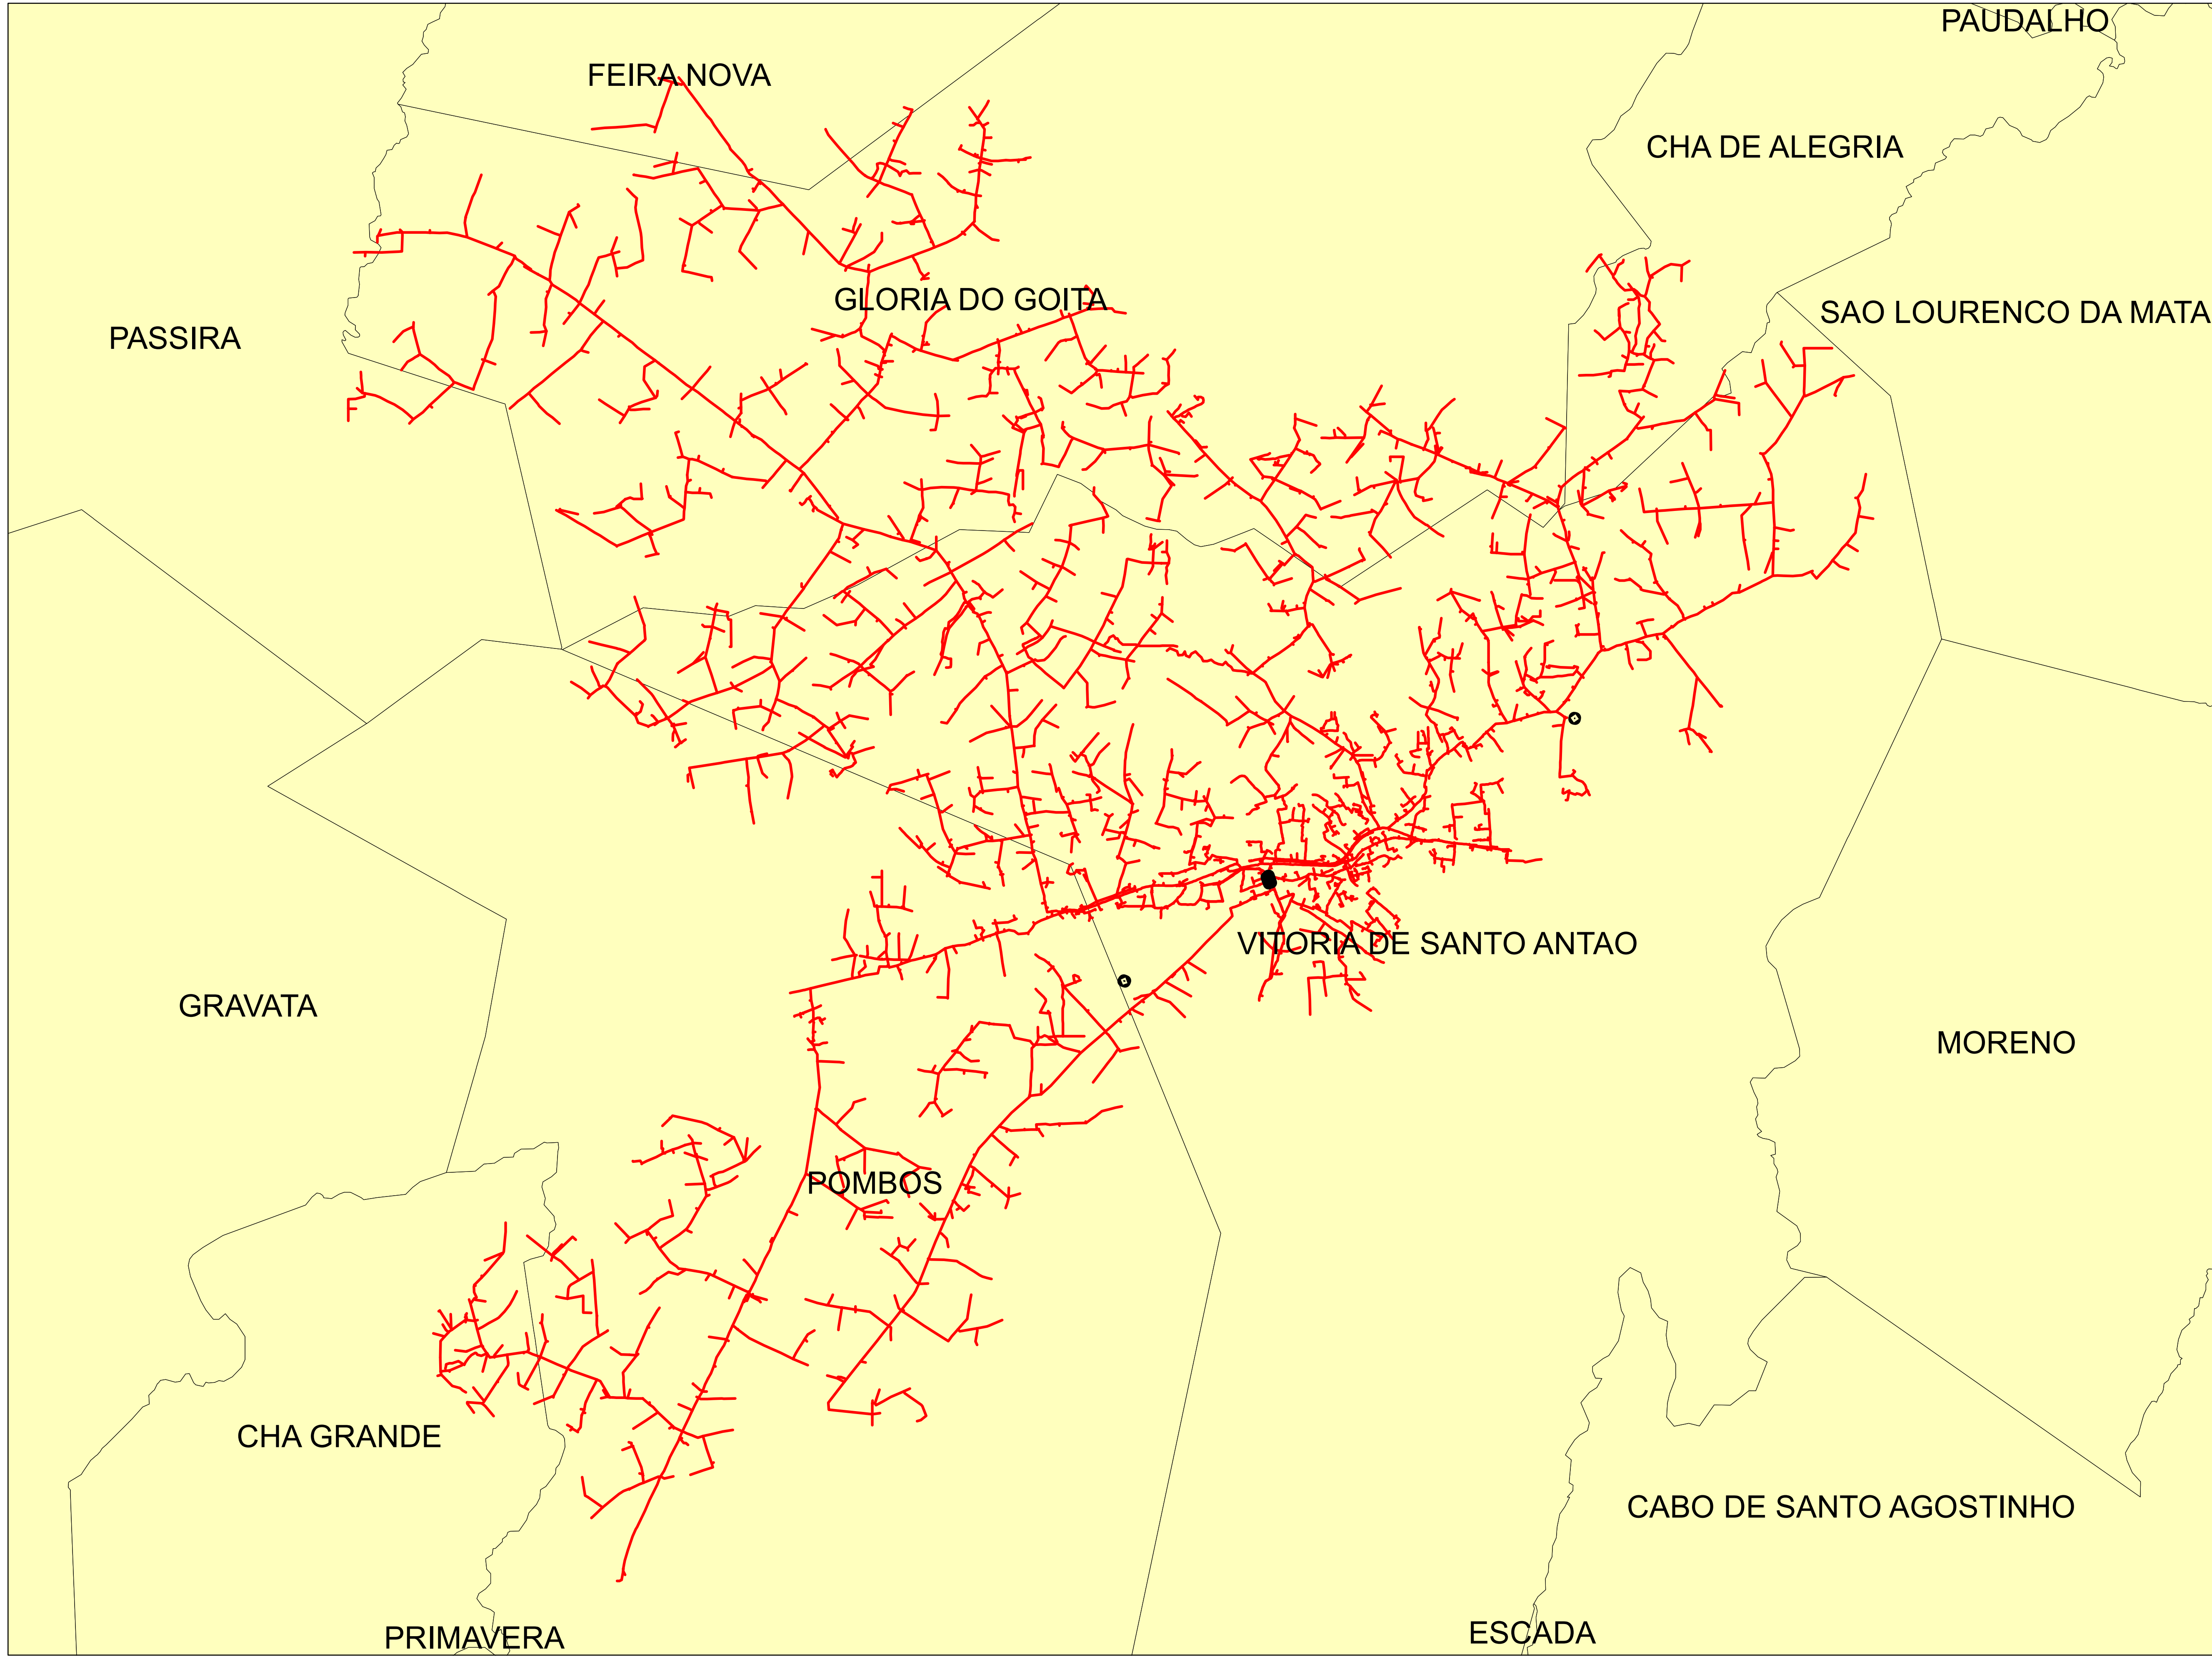 PAUDALHO
FEIRA NOVA
CHA DE ALEGRIA
GLORIA DO GOITA
SAO LOURENCO DA MATA
PASSIRA
VITORIA DE SANTO ANTAO
GRAVATA
MORENO
POMBOS
CHA GRANDE
CABO DE SANTO AGOSTINHO
ESCADA
PRIMAVERA